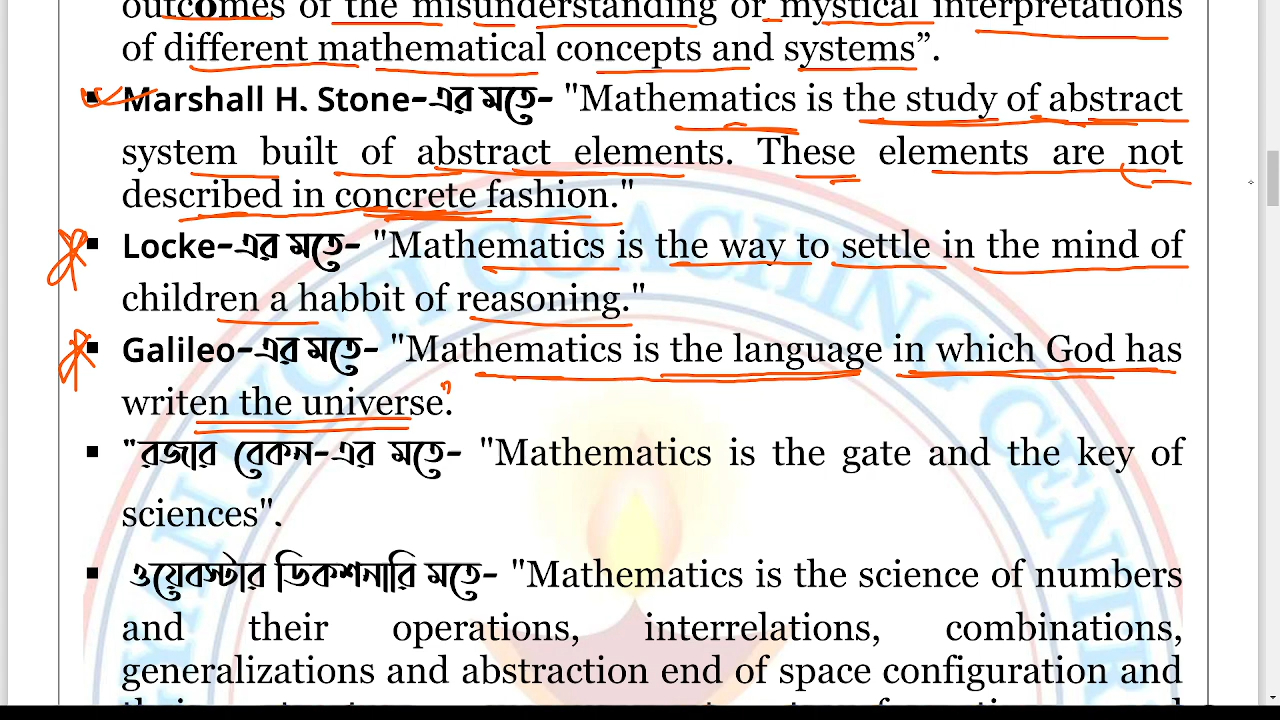 outcomes of the misunderstanding or mystical interpretations
of different mathematical concepts and systems”.
▪ Marshall H. Stone-এর মতে- "Mathematics is the study of abstract
system built of abstract elements. These elements are not
described in concrete fashion."
▪ Locke-এর মতে- "Mathematics is the way to settle in the mind of
children a habbit of reasoning."
▪ Galileo-এর মতে- "Mathematics is the language in which God has
writen the universe".
▪ "রজার বেকন-এর মতে- "Mathematics is the gate and the key of
sciences".
▪ ওয়েবস্টার ডিকশনারি মতে- "Mathematics is the science of numbers
and their operations, interrelations, combinations,
generalizations and abstraction end of space configuration and
COACHING CENTRE